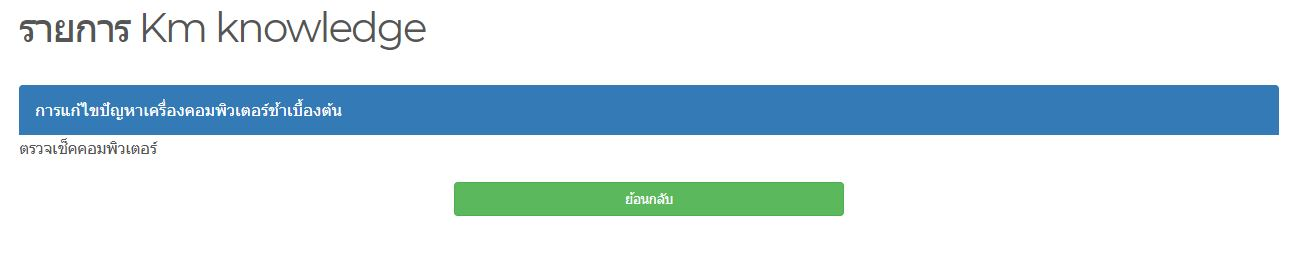 รายการ Km knowledge
การแก้ไขปัญหาเครื่องคอมพิวเตอร์ช้าเบื้องต้น
ตรวจเช็คคอมพิวเตอร์
ย้อนกลับ